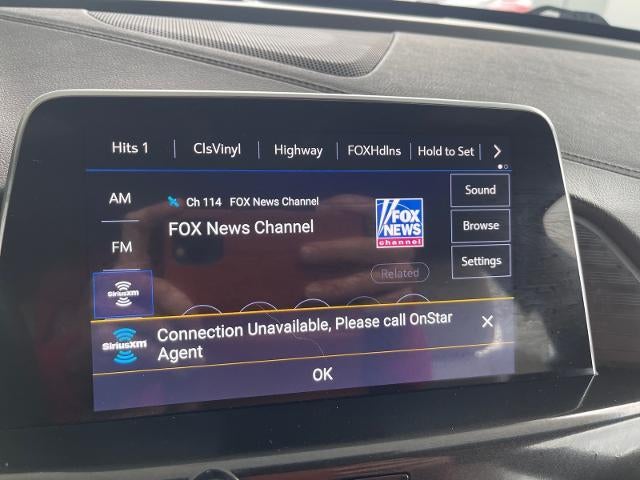 Hits 1 ClsVinyl Highway FOXHdlns Hold to Set
AM
Ch 114 FOX News Channel
Sound
FOX News Channel
FOX
NEWS
channel
Browse
FM
Settings
Related
SiriusXM
SiriusXM
Connection Unavailable, Please call OnStar
Agent
OK